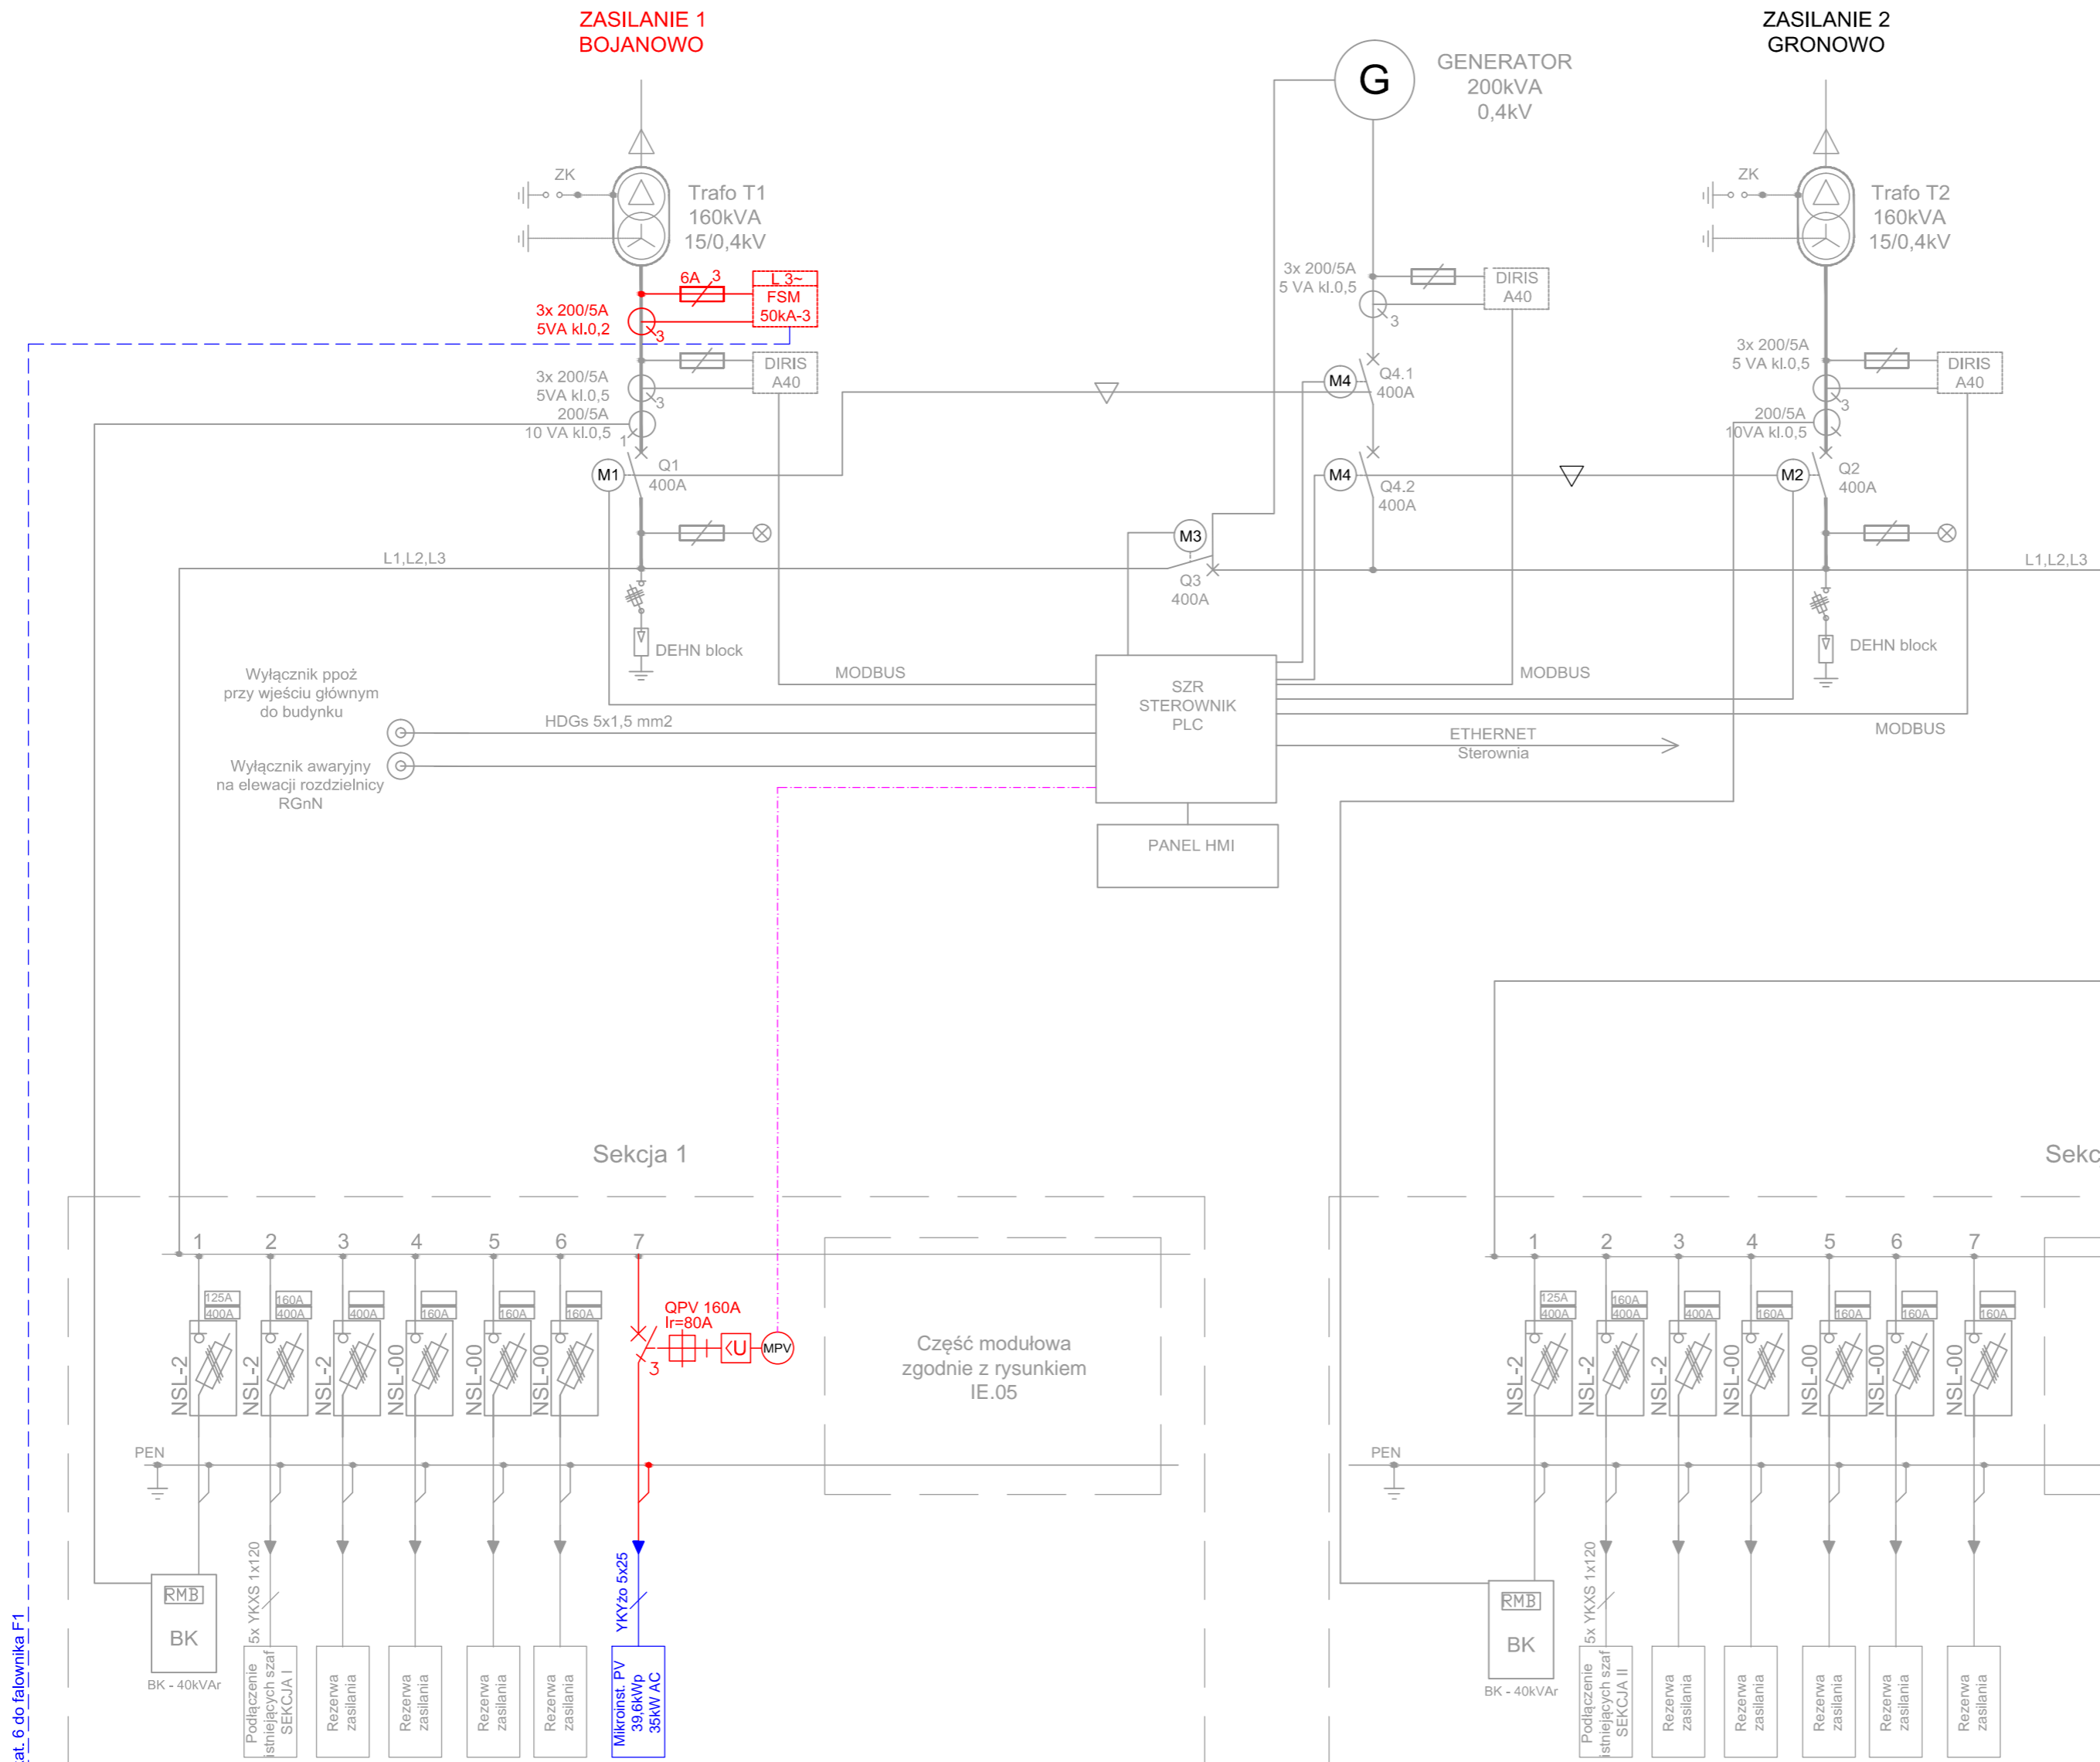 ZASILANIE 1
BOJANOWO
ZASILANIE 2
GRONOWO
G
GENERATOR
200kVA
0,4kV
ZK
Trafo T1
160kVA
15/0,4kV
ZK
Trafo T2
160kVA
15/0,4kV
6A
3
L 3~
FSM
50kA-3
3x 200/5A
5VA kl.0,2
3
3x 200/5A
5 VA kl.0,5
3
DIRIS
A40
3x 200/5A
5VA kl.0,5
3
DIRIS
A40
200/5A
10 VA kl.0,5
1
3x 200/5A
5 VA kl.0,5
3
DIRIS
A40
200/5A
10VA kl.0,5
M4
Q4.1
400A
M1
Q1
400A
M4
Q4.2
400A
M2
Q2
400A
M3
Q3
400A
L1,L2,L3
L1,L2,L3
DEHN block
DEHN block
Wyłącznik ppoż
przy wjeściu głównym
do budynku
HDGs 5x1,5 mm2
Wyłącznik awaryjny
na elewacji rozdzielnicy
RGnN
MODBUS
SZR
STEROWNIK
PLC
MODBUS
MODBUS
ETHERNET
Sterownia
PANEL HMI
Sekcja 1
Sekc
1
2
3
4
5
6
7
125A
400A
160A
400A
400A
160A
160A
160A
NSL-2
NSL-2
NSL-2
NSL-00
NSL-00
NSL-00
QPV 160A
Ir=80A
3
<U
MPV
Część modułowa
zgodnie z rysunkiem
IE.05
PEN
1
2
3
4
5
6
7
125A
400A
160A
400A
400A
160A
160A
160A
160A
NSL-2
NSL-2
NSL-2
NSL-00
NSL-00
NSL-00
NSL-00
PEN
RMB
BK
BK - 40kVAr
5x YKXS 1x120
Podłączenie
istniejących szaf
SEKCJA I
Rezerwa
zasilania
Rezerwa
zasilania
Rezerwa
zasilania
Rezerwa
zasilania
YKYżo 5x25
Mikroinst. PV
39,6kWp
35kW AC
RMB
BK
BK - 40kVAr
5x YKXS 1x120
Podłączenie
istniejących szaf
SEKCJA II
Rezerwa
zasilania
Rezerwa
zasilania
Rezerwa
zasilania
Rezerwa
zasilania
Rezerwa
zasilania
kat. 6 do falownika F1